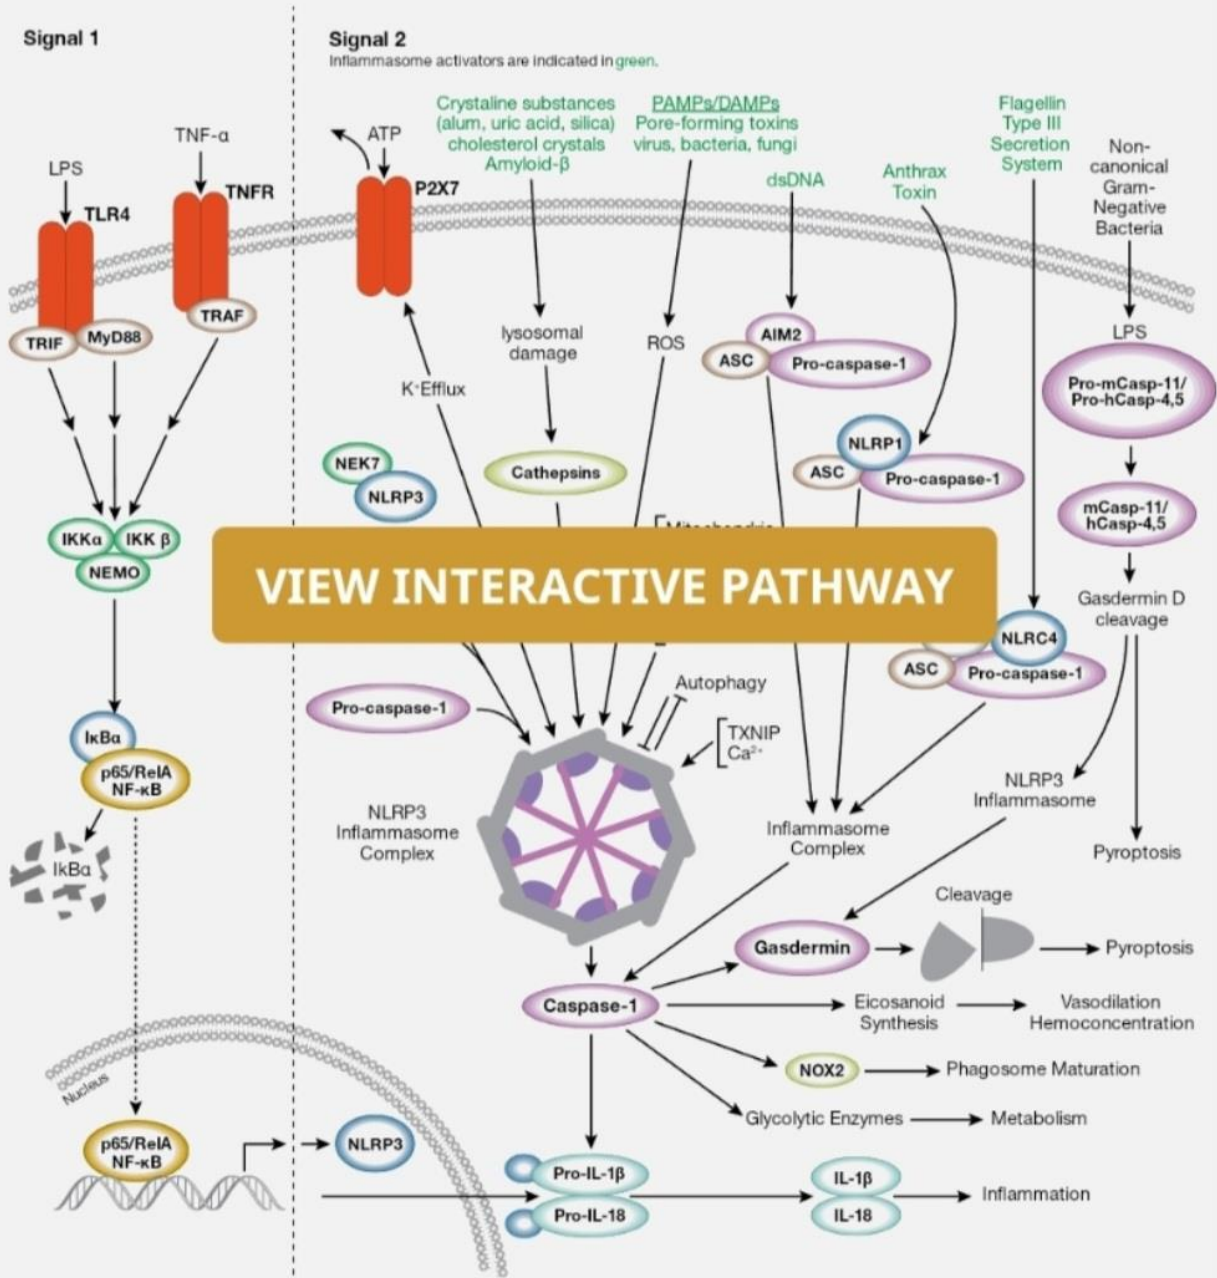 Signal 1
Signal 2
Inflammasome activators are indicated in green.
LPS
TNF-α
TLR4
TNFR
TRIF
MyD88
TRAF
IKKα
IKK β
NEMO
IκBα
p65/RelA
NF-κB
IkBα
Nucleus
p65/RelA
NF-κB
ATP
P2X7
K⁺Efflux
NEK7
NLRP3
Crystaline substances
(alum, uric acid, silica)
cholesterol crystals
Amyloid-β
lysosomal
damage
Cathepsins
PAMPs/DAMPs
Pore-forming toxins
virus, bacteria, fungi
ROS
dsDNA
AIM2
ASC
Pro-caspase-1
Anthrax
Toxin
NLRP1
ASC
Pro-caspase-1
Flagellin
Type III
Secretion
System
NLRC4
ASC
Pro-caspase-1
Non-
canonical
Gram-
Negative
Bacteria
LPS
Pro-mCasp-11/
Pro-hCasp-4,5
mCasp-11/
hCasp-4,5
Gasdermin D
cleavage
VIEW INTERACTIVE PATHWAY
Pro-caspase-1
Autophagy
TXNIP
Ca²⁺
NLRP3
Inflammasome
Complex
Inflammasome
Complex
NLRP3
Inflammasome
Pyroptosis
Cleavage
Gasdermin
Pyroptosis
Caspase-1
Eicosanoid
Synthesis
Vasodilation
Hemoconcentration
NOX2
Phagosome Maturation
Glycolytic Enzymes
Metabolism
NLRP3
Pro-IL-1β
Pro-IL-18
IL-1β
IL-18
Inflammation